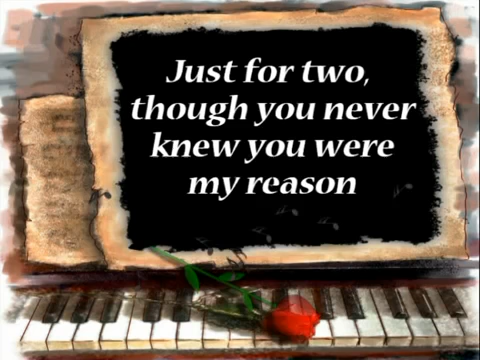 Just for two,
though you never
knew you were
my reason